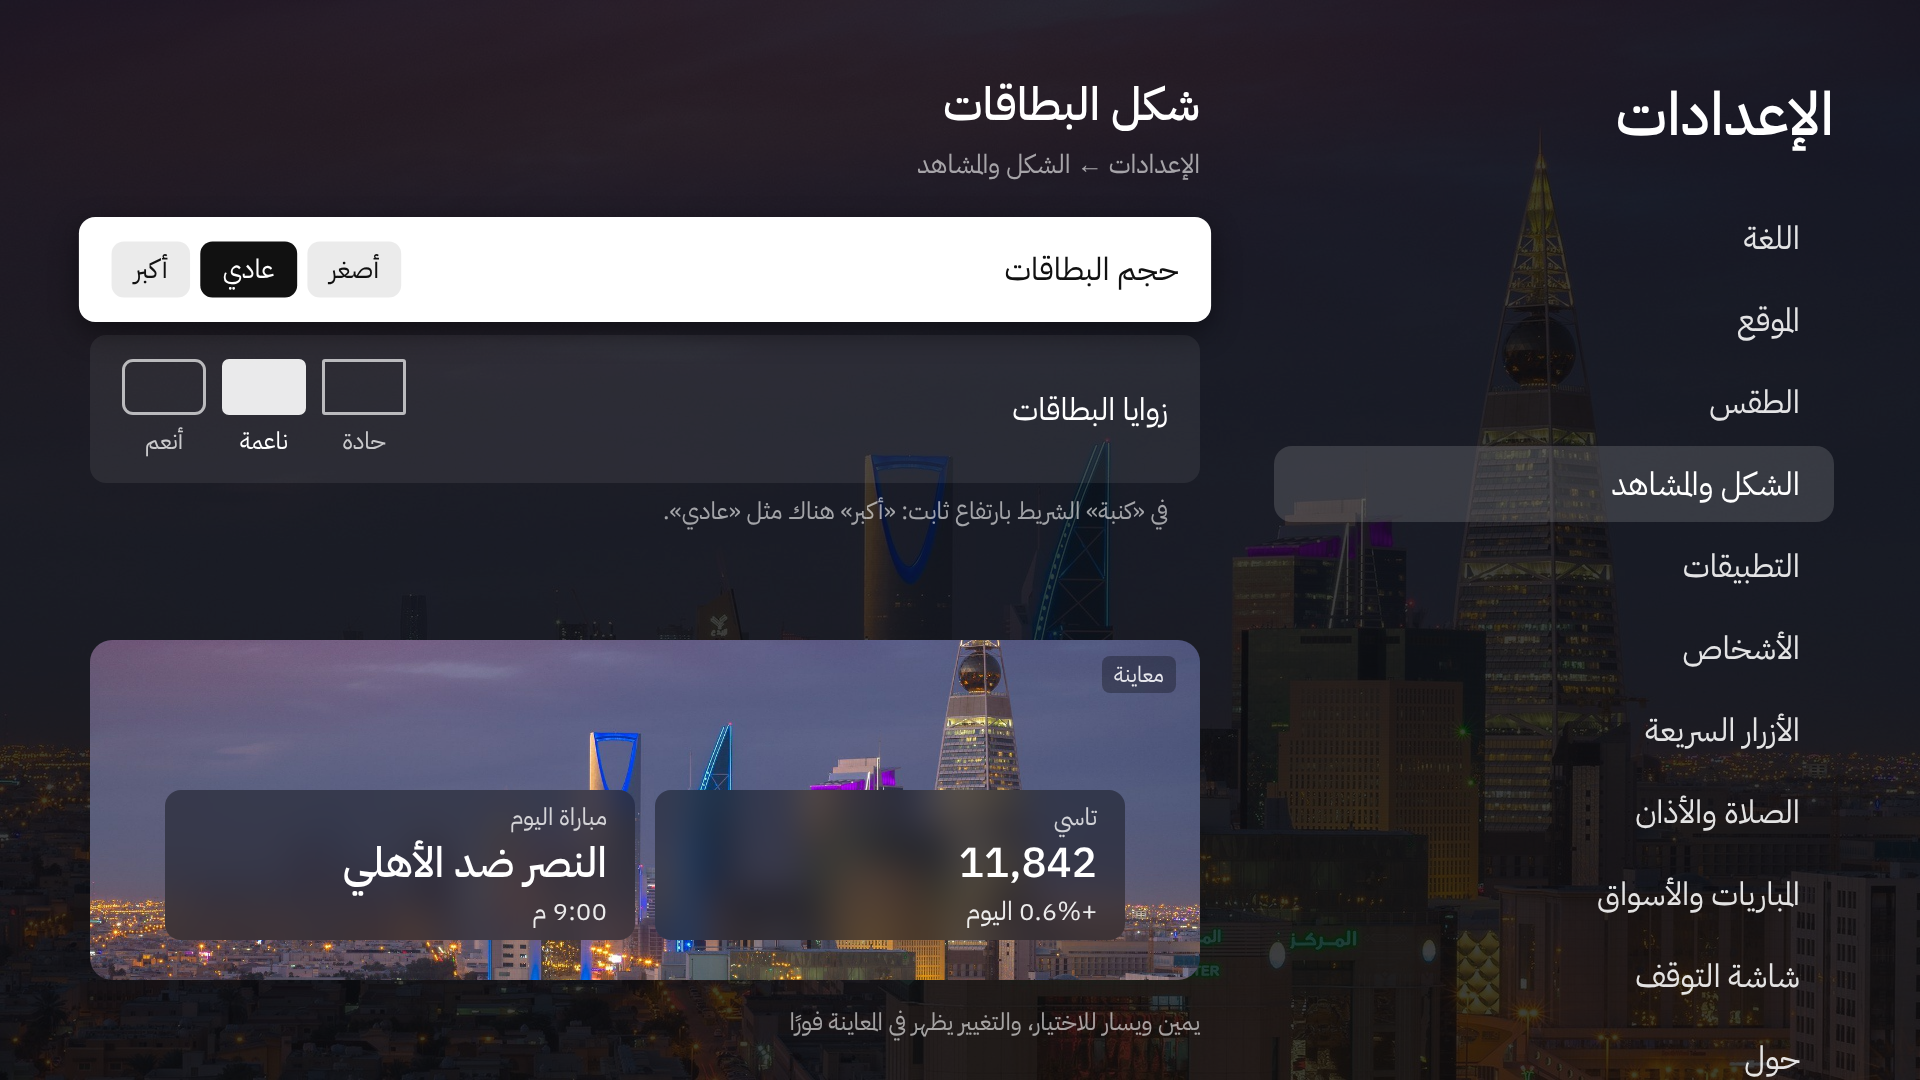 الإعدادات
اللغة
الموقع
الطقس
الشكل والمشاهد
التطبيقات
الأشخاص
الأزرار السريعة
الصلاة والأذان
المباريات والأسواق
شاشة التوقف
حول
شكل البطاقات
الإعدادات ← الشكل والمشاهد
حجم البطاقات
أصغر عادي أكبر
زوايا البطاقات
حادة ناعمة أنعم
في «كنبة» الشريط بارتفاع ثابت: «أكبر» هناك مثل «عادي».
معاينة
تاسي
11,842
+0.6% اليوم
مباراة اليوم
النصر ضد الأهلي
9:00 م
يمين ويسار للاختيار، والتغيير يظهر في المعاينة فورًا
المركز